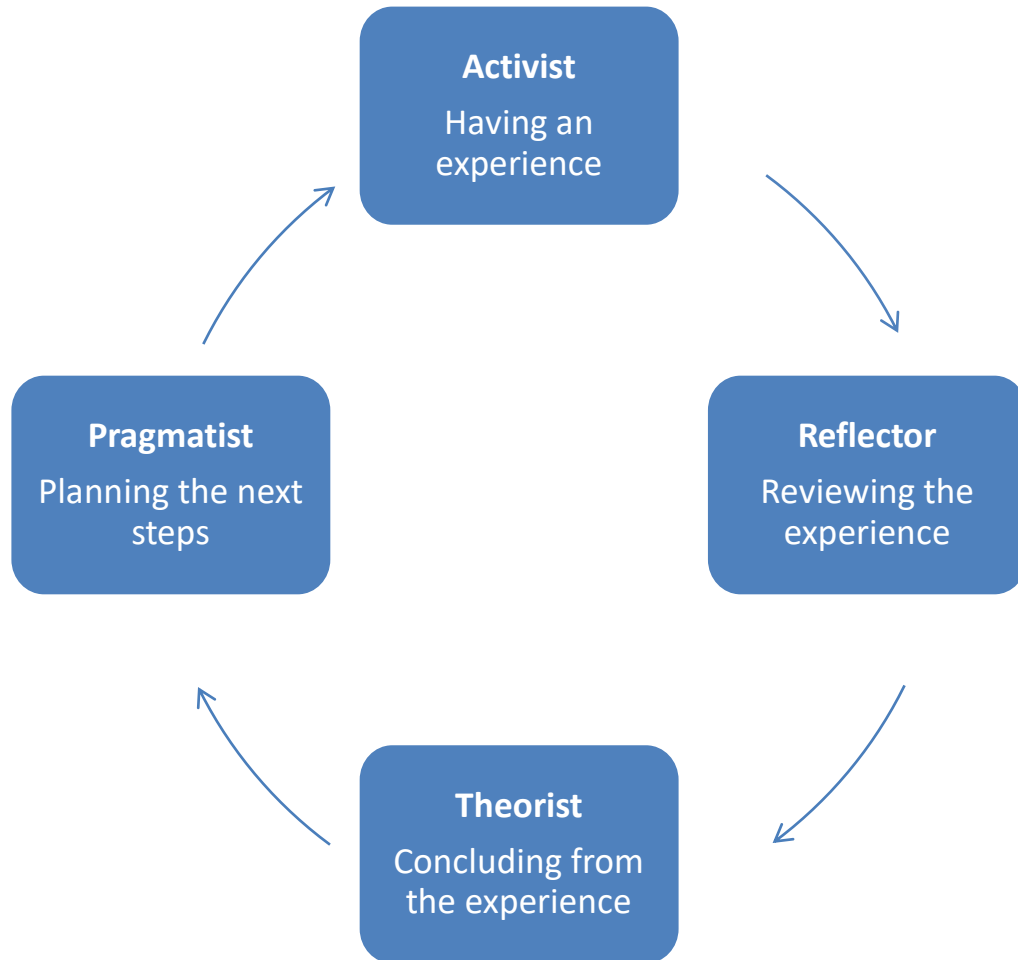 Activist
Having an
experience
Reflector
Reviewing the
experience
Theorist
Concluding from
the experience
Pragmatist
Planning the next
steps